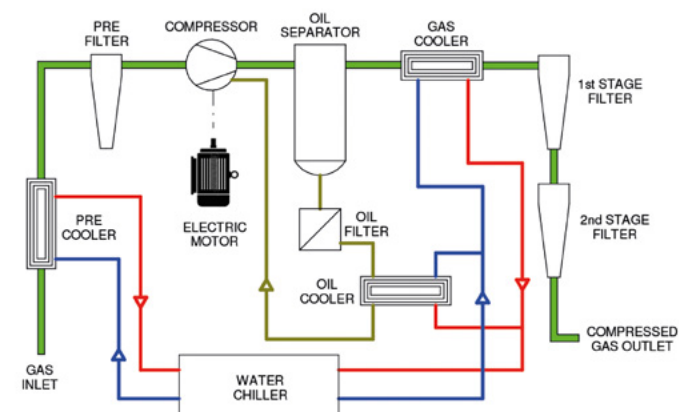 PRE
FILTER
COMPRESSOR
OIL
SEPARATOR
GAS
COOLER
1st STAGE
FILTER
PRE
COOLER
ELECTRIC
MOTOR
OIL
FILTER
2nd STAGE
FILTER
OIL
COOLER
GAS
INLET
WATER
CHILLER
COMPRESSED
GAS OUTLET